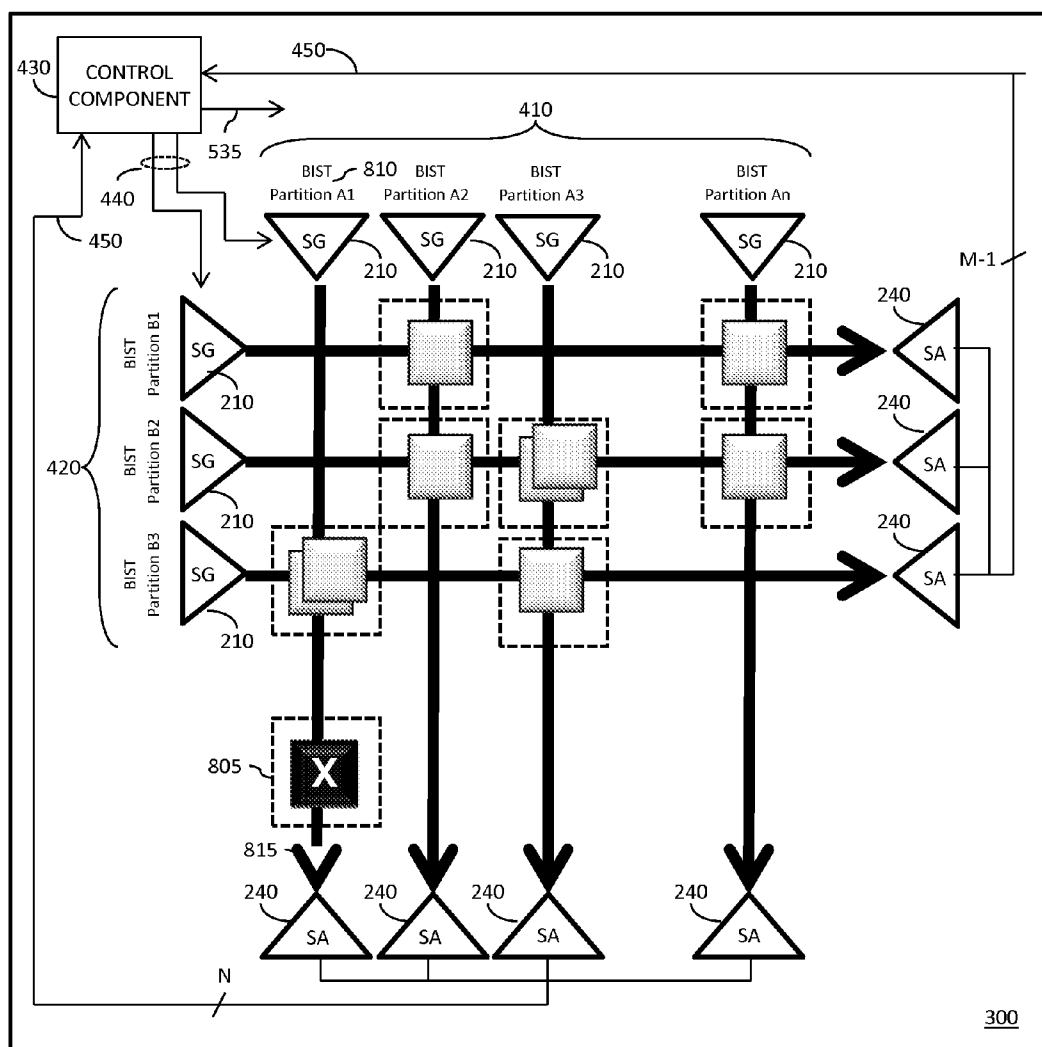 450
430
CONTROL
COMPONENT
535
410
440
450
BIST
Partition A1
810
BIST
Partition A2
BIST
Partition A3
BIST
Partition An
SG
SG
SG
SG
210
210
210
210
M-1
420
BIST
Partition B1
SG
210
240
SA
BIST
Partition B2
SG
210
240
SA
BIST
Partition B3
SG
210
240
SA
805
X
815
240
240
240
240
SA
SA
SA
SA
N
300